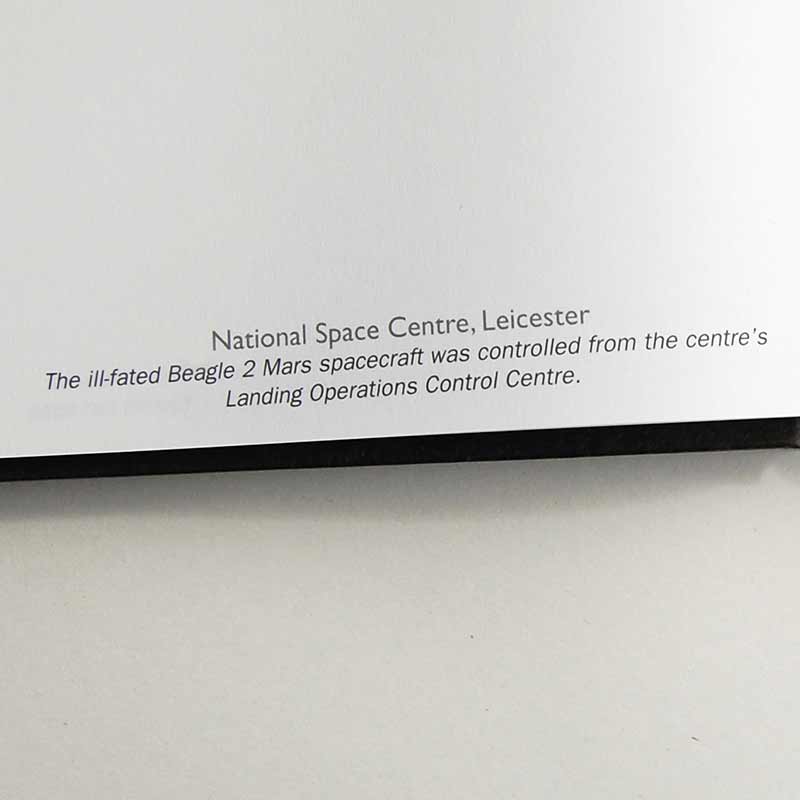 National Space Centre, Leicester
The ill-fated Beagle 2 Mars spacecraft was controlled from the centre's
Landing Operations Control Centre.